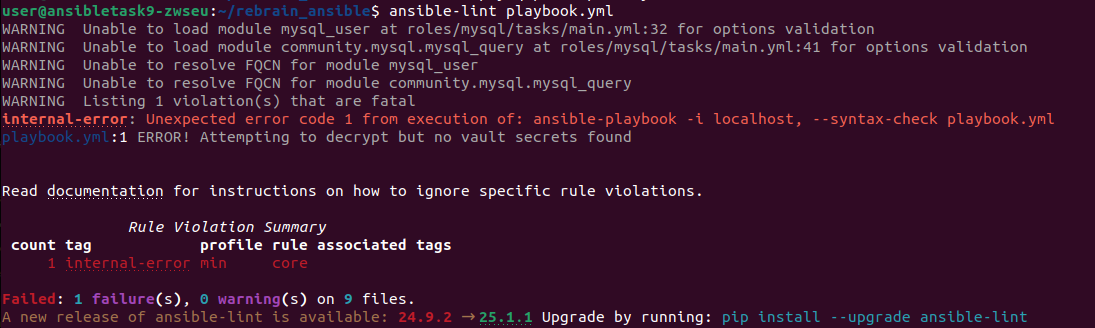 user@ansibletask9-zwseu:~/rebrain_ansible$ ansible-lint playbook.yml
WARNING  Unable to load module mysql_user at roles/mysql/tasks/main.yml:32 for options validation
WARNING  Unable to load module community.mysql.mysql_query at roles/mysql/tasks/main.yml:41 for options validation
WARNING  Unable to resolve FQCN for module mysql_user
WARNING  Unable to resolve FQCN for module community.mysql.mysql_query
WARNING  Listing 1 violation(s) that are fatal
internal-error: Unexpected error code 1 from execution of: ansible-playbook -i localhost, --syntax-check playbook.yml
playbook.yml:1 ERROR! Attempting to decrypt but no vault secrets found
Read documentation for instructions on how to ignore specific rule violations.
Rule Violation Summary
count tag            profile rule associated tags
1 internal-error min     core
Failed: 1 failure(s), 0 warning(s) on 9 files.
A new release of ansible-lint is available: 24.9.2 → 25.1.1 Upgrade by running: pip install --upgrade ansible-lint